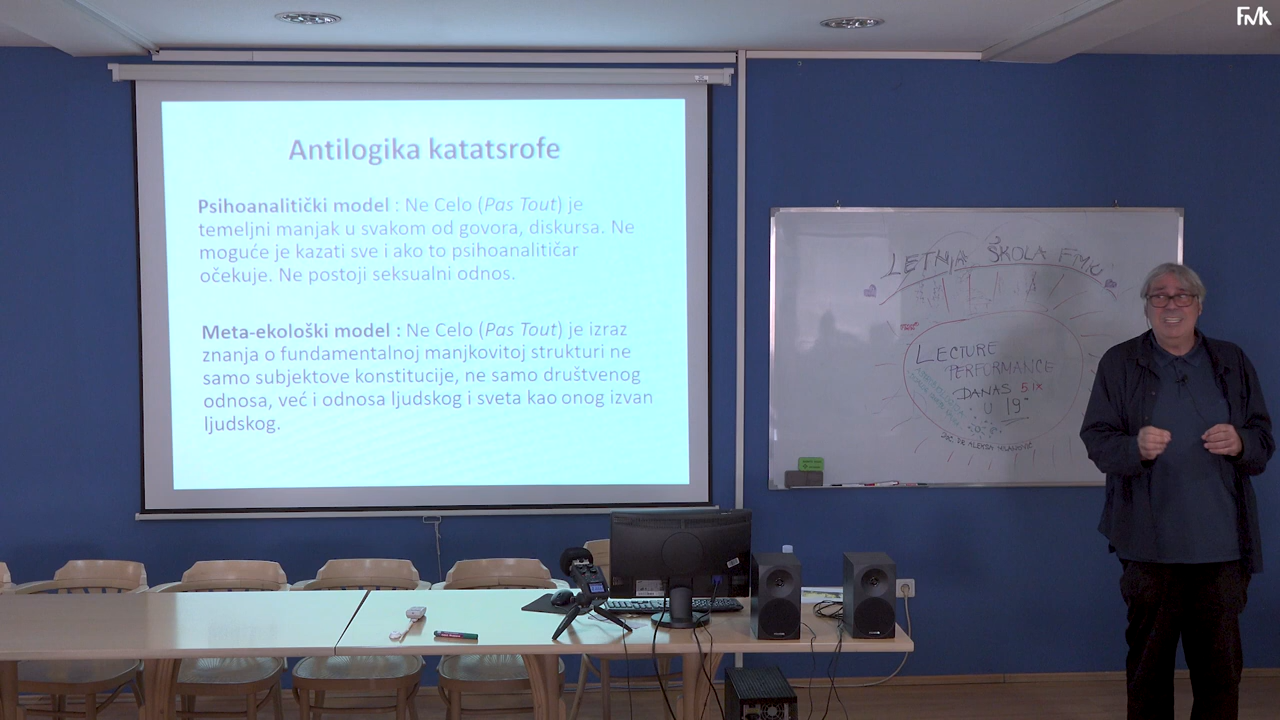 FMK
Antilogika katatsrofe
Psihoanalitički model : Ne Celo (Pas Tout) je
temeljni manjak u svakom od govora, diskursa. Ne
moguće je kazati sve i ako to psihoanalitičar
očekuje. Ne postoji seksualni odnos.
Meta-ekološki model : Ne Celo (Pas Tout) je izraz
znanja o fundamentalnoj manjkovitoj strukturi ne
samo subjektove konstitucije, ne samo društvenog
odnosa, već i odnosa ljudskog i sveta kao onog izvan
ljudskog.
LETNJA ŠKOLA FMK
LECTURE
PERFORMANCE
DANAS 5 IX
U 19